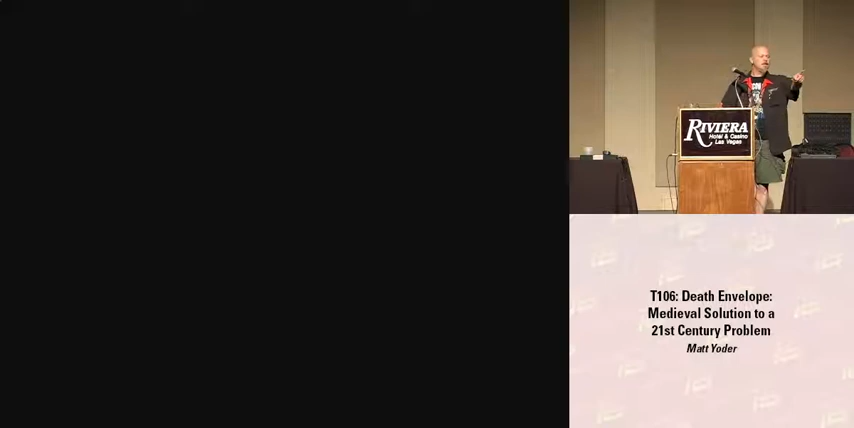 RIVIERA
Hotel & Casino
Las Vegas
T106: Death Envelope:
Medieval Solution to a
21st Century Problem
Matt Yoder